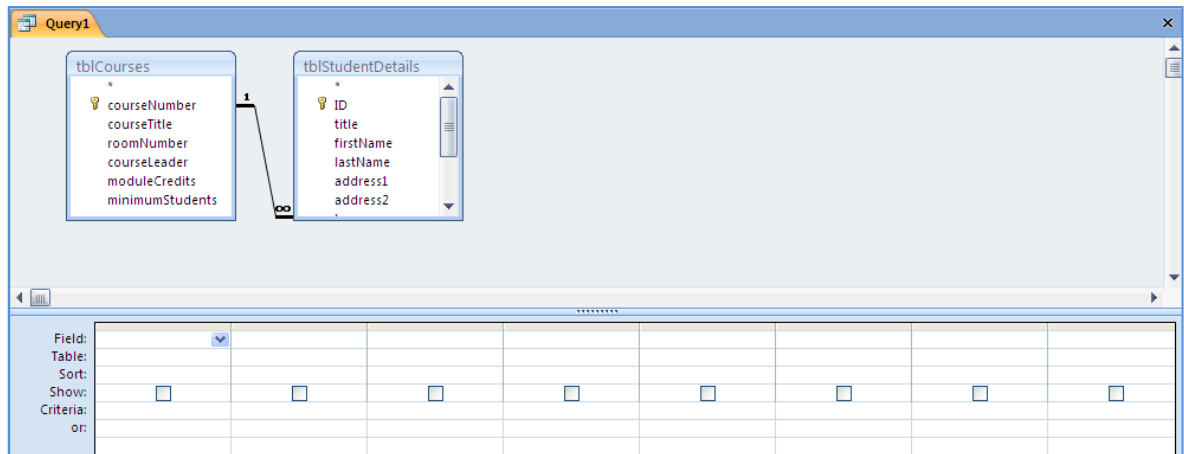 Query1
tblCourses
*
courseNumber
courseTitle
roomNumber
courseLeader
moduleCredits
minimumStudents
1
∞
tblStudentDetails
*
ID
title
firstName
lastName
address1
address2
Field:
Table:
Sort:
Show:
Criteria:
or: